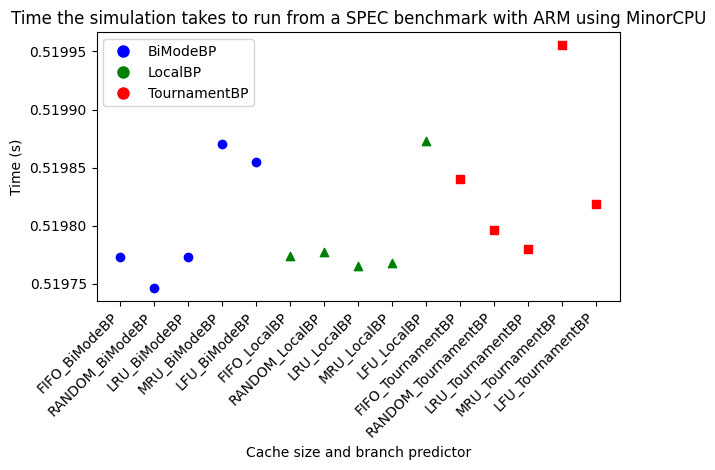 Time the simulation takes to run from a SPEC benchmark with ARM using MinorCPU
BiModeBP
LocalBP
TournamentBP
Time (s)
0.51995
0.51990
0.51985
0.51980
0.51975
FIFO_BiModeBP
RANDOM_BiModeBP
LRU_BiModeBP
MRU_BiModeBP
LFU_BiModeBP
FIFO_LocalBP
RANDOM_LocalBP
LRU_LocalBP
MRU_LocalBP
LFU_LocalBP
FIFO_TournamentBP
RANDOM_TournamentBP
LRU_TournamentBP
MRU_TournamentBP
LFU_TournamentBP
Cache size and branch predictor